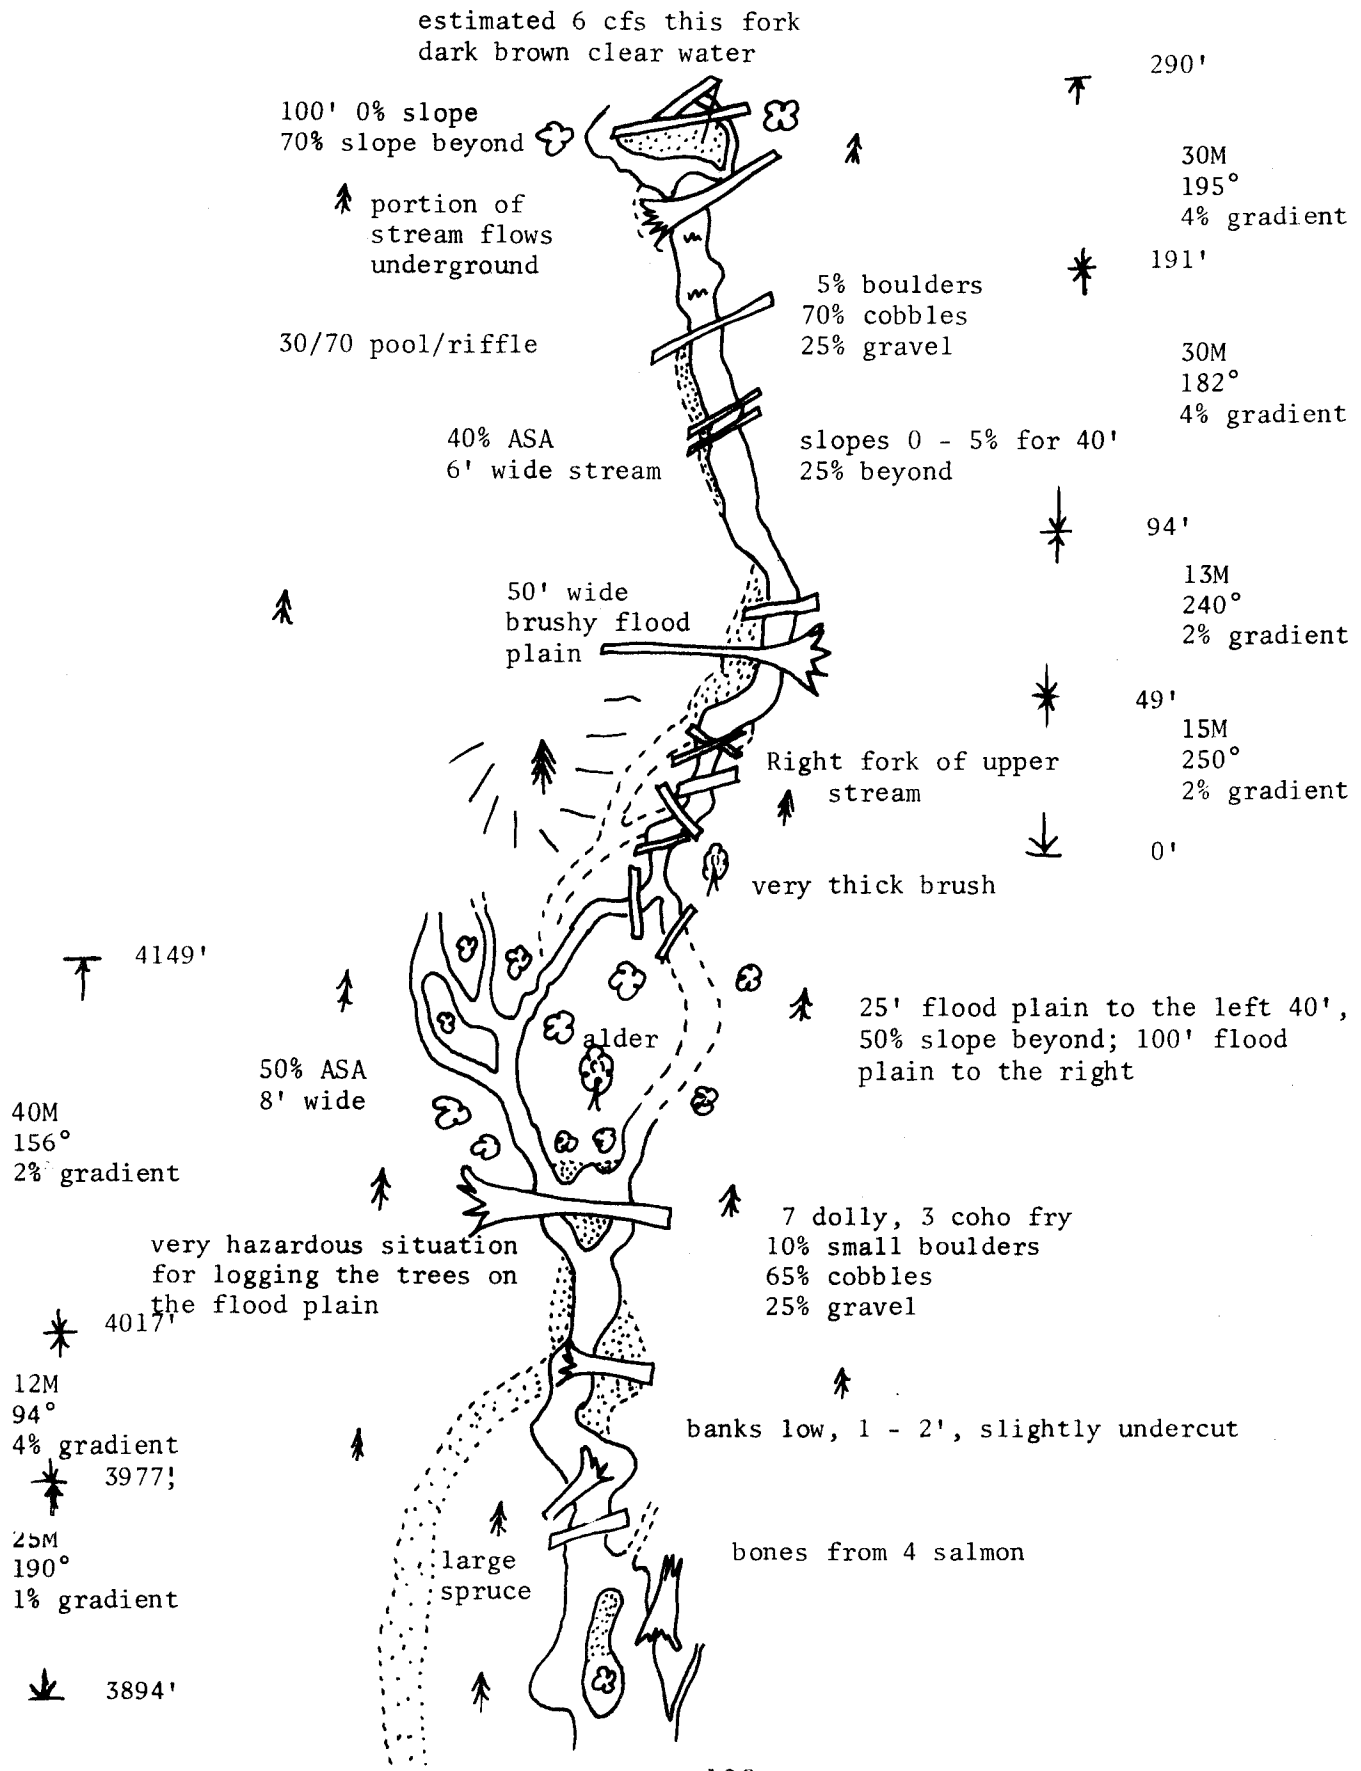 estimated 6 cfs this fork
dark brown clear water
290'
100' 0% slope
70% slope beyond
30M
195°
4% gradient
portion of
stream flows
underground
191'
5% boulders
70% cobbles
25% gravel
30/70 pool/riffle
30M
182°
4% gradient
40% ASA
6' wide stream
slopes 0 - 5% for 40'
25% beyond
94'
13M
240°
2% gradient
50' wide
brushy flood
plain
49'
15M
250°
2% gradient
Right fork of upper
stream
0'
very thick brush
4149'
25' flood plain to the left 40',
50% slope beyond; 100' flood
plain to the right
alder
50% ASA
8' wide
40M
156°
2% gradient
7 dolly, 3 coho fry
10% small boulders
65% cobbles
25% gravel
very hazardous situation
for logging the trees on
the flood plain
4017'
12M
94°
4% gradient
banks low, 1 - 2', slightly undercut
3977'
25M
190°
1% gradient
large
spruce
bones from 4 salmon
3894'